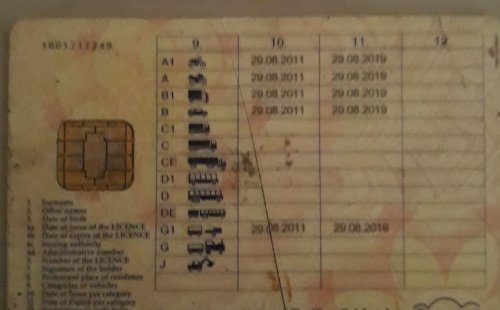 1001217249
9 10 11 12
A1 29.08.2011 29.08.2019
A 29.08.2011 29.08.2019
B1 29.08.2011 29.08.2019
B 29.08.2011 29.08.2019
C1
C
CE
D1
D
DE
G1 29.08.2011 29.08.2019
G
J
1. Surname
2. Other names
3. Date of birth
4a. Date of issue of the LICENCE
4b. Date of expire of the LICENCE
4c. Issuing authority
4d. Administrative number
5. Number of the LICENCE
7. Signature of the holder
8. Permanent place of residence
9. Categories of vehicles
10. Date of Issue per category
11. Date of Expiry per category